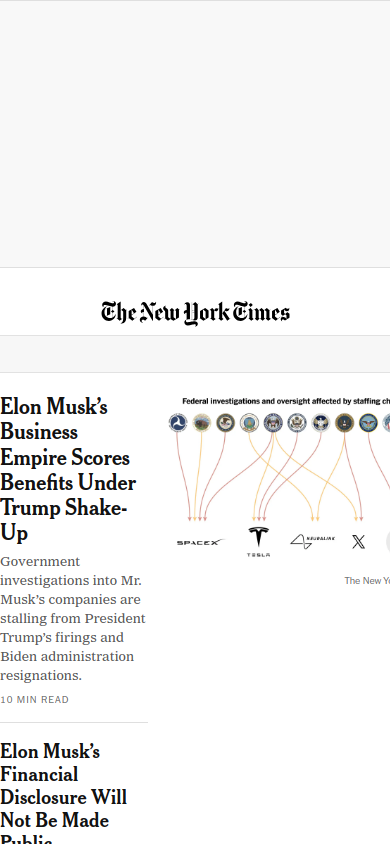 The New York Times
Elon Musk's
Business
Empire Scores
Benefits Under
Trump Shake-
Up
Government
investigations into Mr.
Musk's companies are
stalling from President
Trump's firings and
Biden administration
resignations.
10 MIN READ
Federal investigations and oversight affected by staffing ch
SPACEX
TESLA
NEURALINK
X
The New Yo
Elon Musk's
Financial
Disclosure Will
Not Be Made
Public